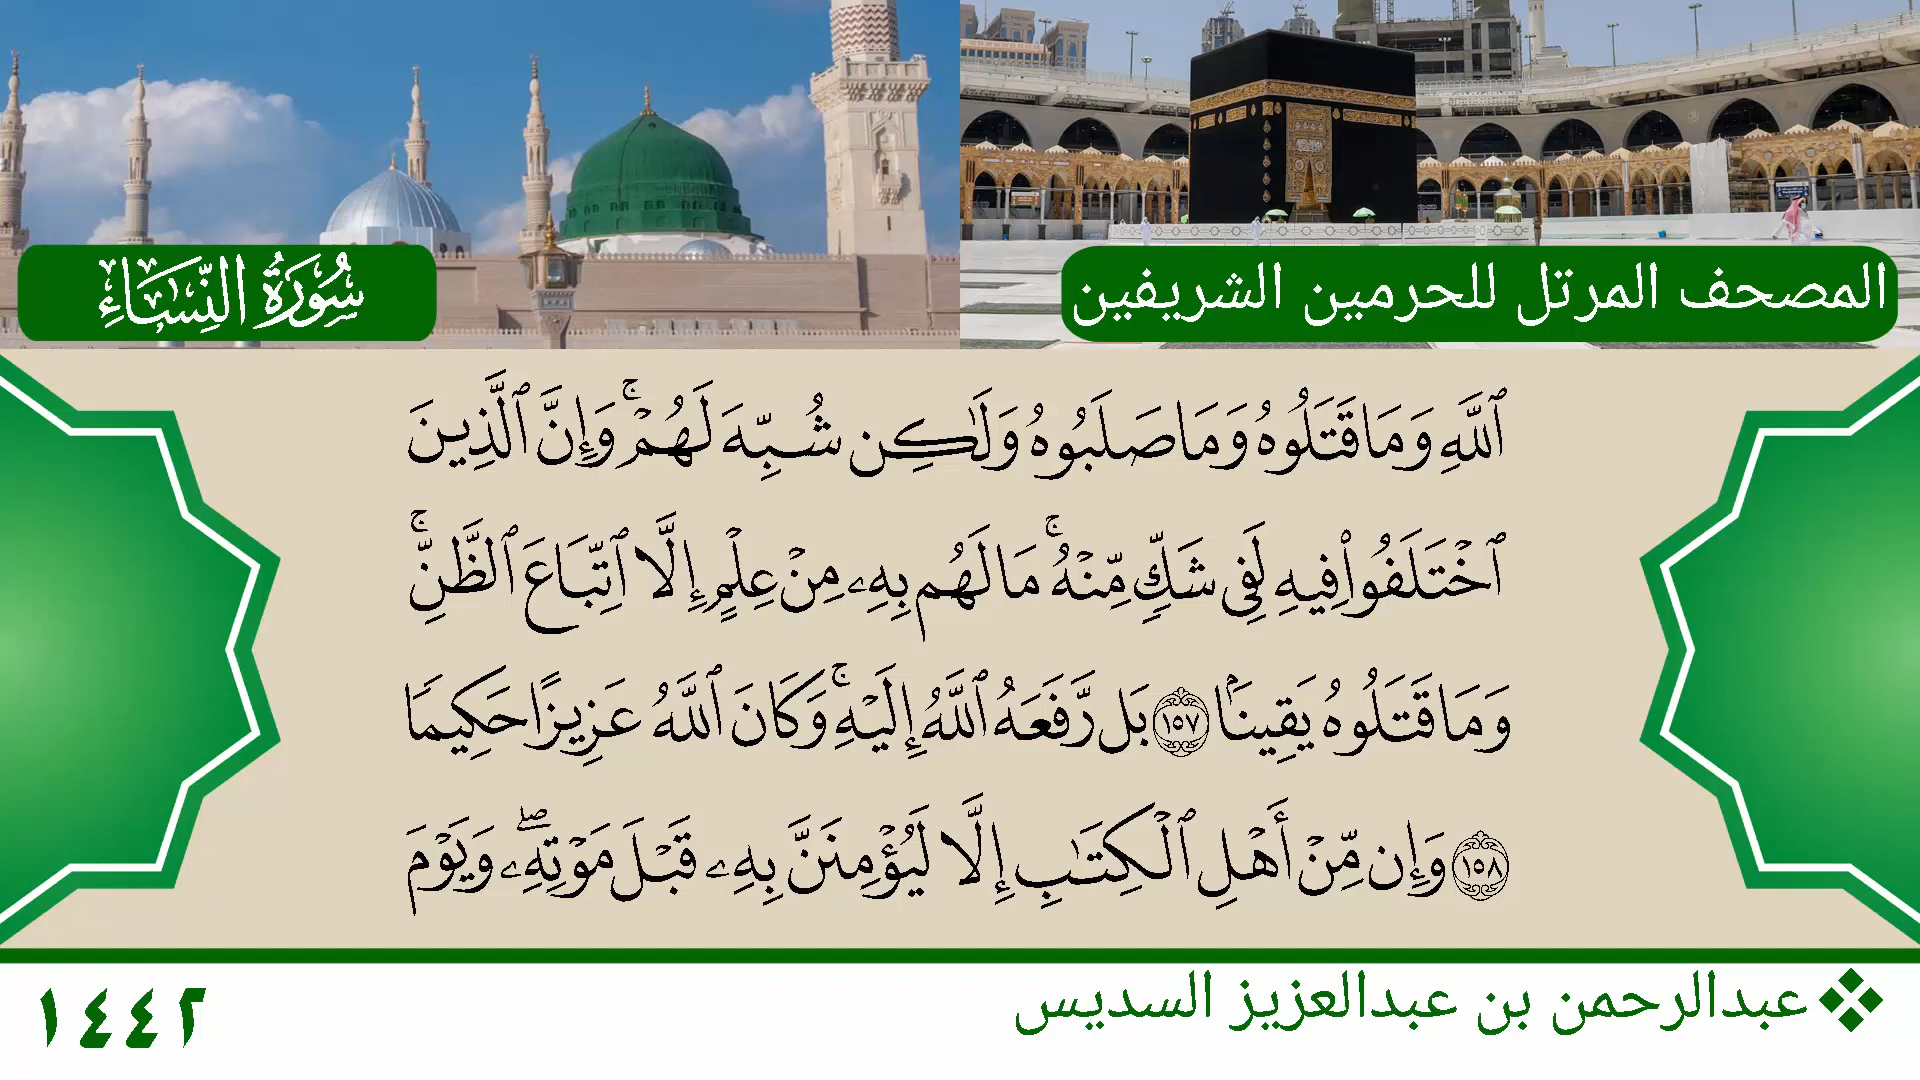 المصحف المرتل للحرمين الشريفين
سُورَةُ النِّسَاءِ
ٱللَّهِ وَمَا قَتَلُوهُ وَمَا صَلَبُوهُ وَلَٰكِن شُبِّهَ لَهُمْ ۚ وَإِنَّ ٱلَّذِينَ
ٱخْتَلَفُوا۟ فِيهِ لَفِى شَكٍّ مِّنْهُ ۚ مَا لَهُم بِهِۦ مِنْ عِلْمٍ إِلَّا ٱتِّبَاعَ ٱلظَّنِّ ۚ
وَمَا قَتَلُوهُ يَقِينًۢا ١٥٧ بَل رَّفَعَهُ ٱللَّهُ إِلَيْهِ ۚ وَكَانَ ٱللَّهُ عَزِيزًا حَكِيمًا
١٥٨ وَإِن مِّنْ أَهْلِ ٱلْكِتَٰبِ إِلَّا لَيُؤْمِنَنَّ بِهِۦ قَبْلَ مَوْتِهِۦ ۖ وَيَوْمَ
عبدالرحمن بن عبدالعزيز السديس
١٤٤٢